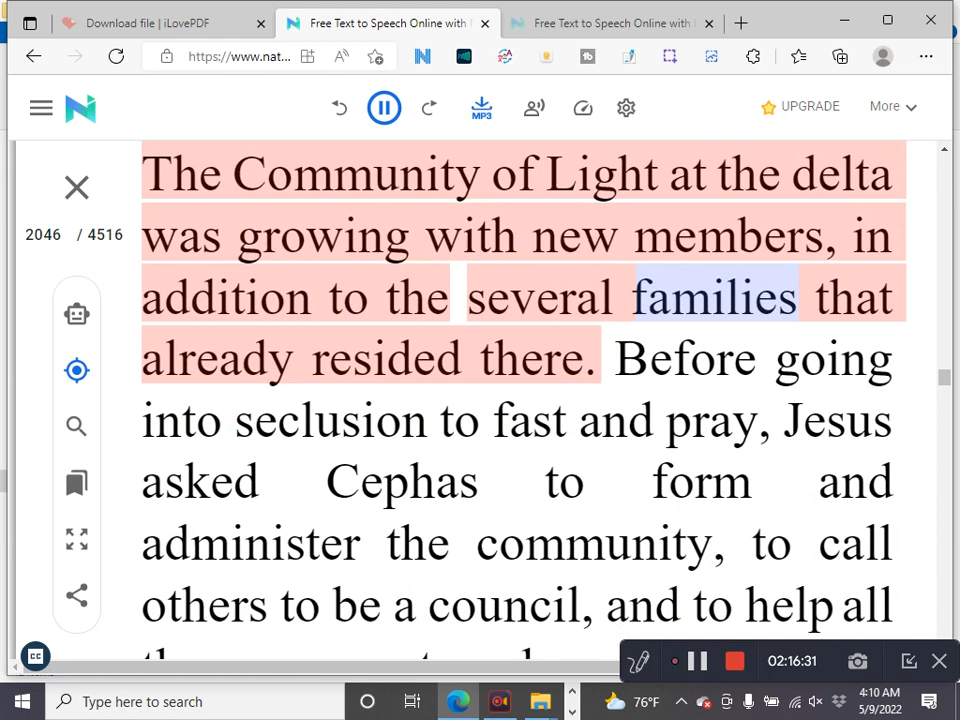 Download file | iLovePDF
Free Text to Speech Online with
Free Text to Speech Online with
https://www.nat...
MP3
UPGRADE
More
2046 / 4516
The Community of Light at the delta
was growing with new members, in
addition to the several families that
already resided there. Before going
into seclusion to fast and pray, Jesus
asked Cephas to form and
administer the community, to call
others to be a council, and to help all
CC
02:16:31
Type here to search
76°F
4:10 AM
5/9/2022